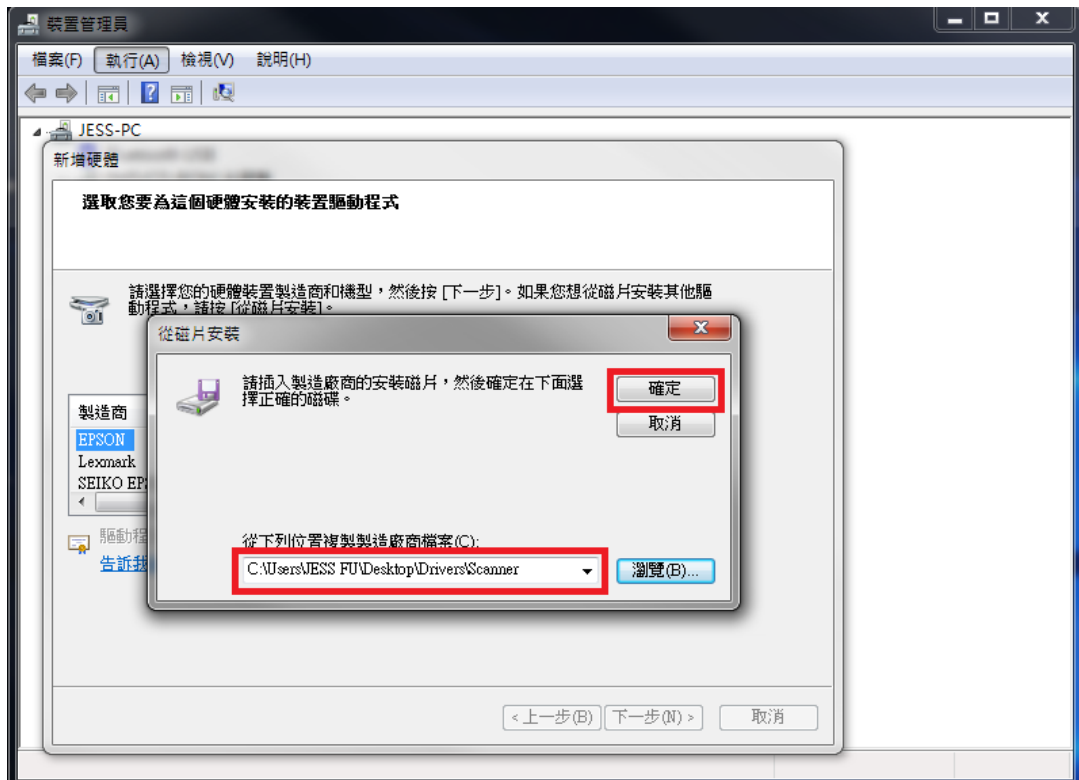 裝置管理員
檔案(F) 執行(A) 檢視(V) 說明(H)
JESS-PC
新增硬體
選取您要為這個硬體安裝的裝置驅動程式
請選擇您的硬體裝置製造商和機型，然後按 [下一步]。如果您想從磁片安裝其他驅
動程式，請按 [從磁片安裝]。
從磁片安裝
請插入製造廠商的安裝磁片，然後確定在下面選
擇正確的磁碟。
確定
取消
製造商
EPSON
Lexmark
SEIKO EP
驅動程
告訴我
從下列位置複製製造廠商檔案(C):
C:\Users\JESS FU\Desktop\Drivers\Scanner
瀏覽(B)...
<上一步(B) 下一步(N) > 取消